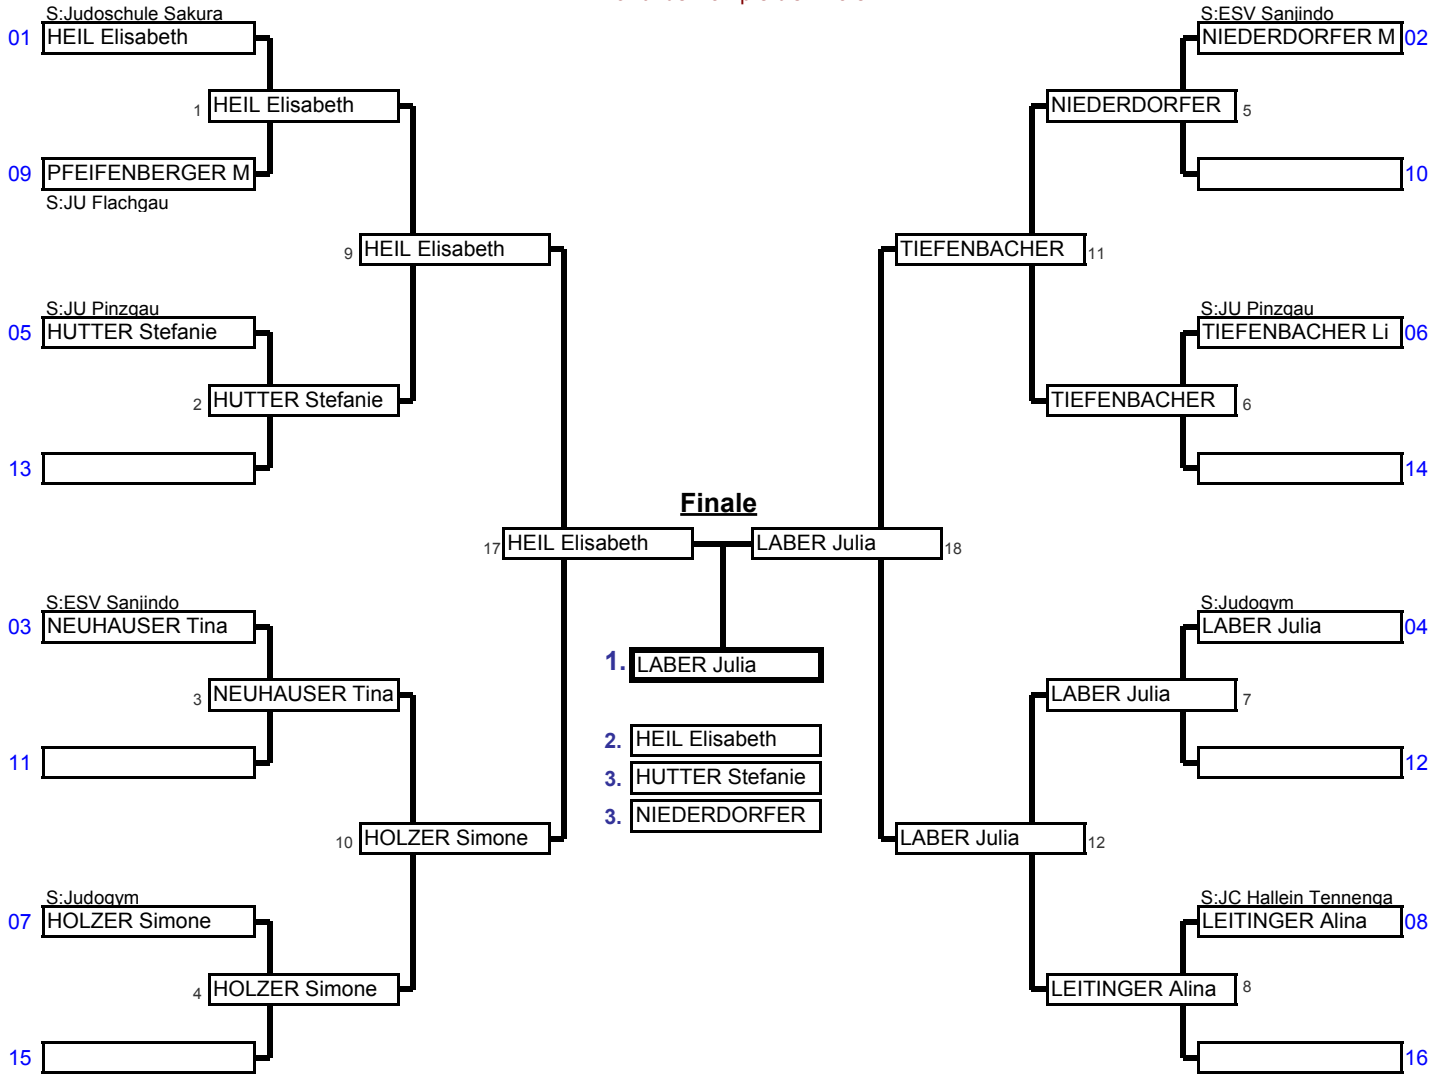 S:Judoschule Sakura
01 HEIL Elisabeth
1 HEIL Elisabeth
09 PFEIFENBERGER M
S:JU Flachgau
9 HEIL Elisabeth
S:JU Pinzgau
05 HUTTER Stefanie
2 HUTTER Stefanie
13
17 HEIL Elisabeth
S:ESV Sanjindo
03 NEUHAUSER Tina
3 NEUHAUSER Tina
11
10 HOLZER Simone
S:Judogym
07 HOLZER Simone
4 HOLZER Simone
15
Finale
1. LABER Julia
2. HEIL Elisabeth
3. HUTTER Stefanie
3. NIEDERDORFER
S:ESV Sanjindo
NIEDERDORFER M 02
NIEDERDORFER 5
10
TIEFENBACHER 11
S:JU Pinzgau
TIEFENBACHER Li 06
TIEFENBACHER 6
14
LABER Julia 18
S:Judogym
LABER Julia 04
LABER Julia 7
12
LABER Julia 12
S:JC Hallein Tennenga
LEITINGER Alina 08
LEITINGER Alina 8
16